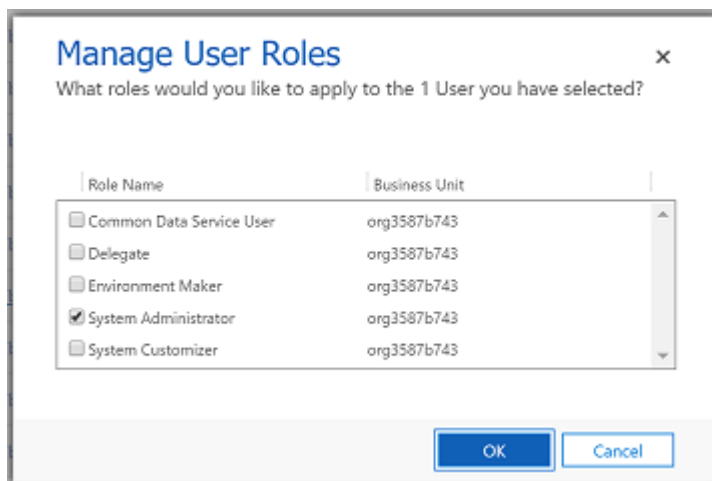 Manage User Roles
What roles would you like to apply to the 1 User you have selected?
Role Name Business Unit
Common Data Service User org3587b743
Delegate org3587b743
Environment Maker org3587b743
System Administrator org3587b743
System Customizer org3587b743
OK Cancel